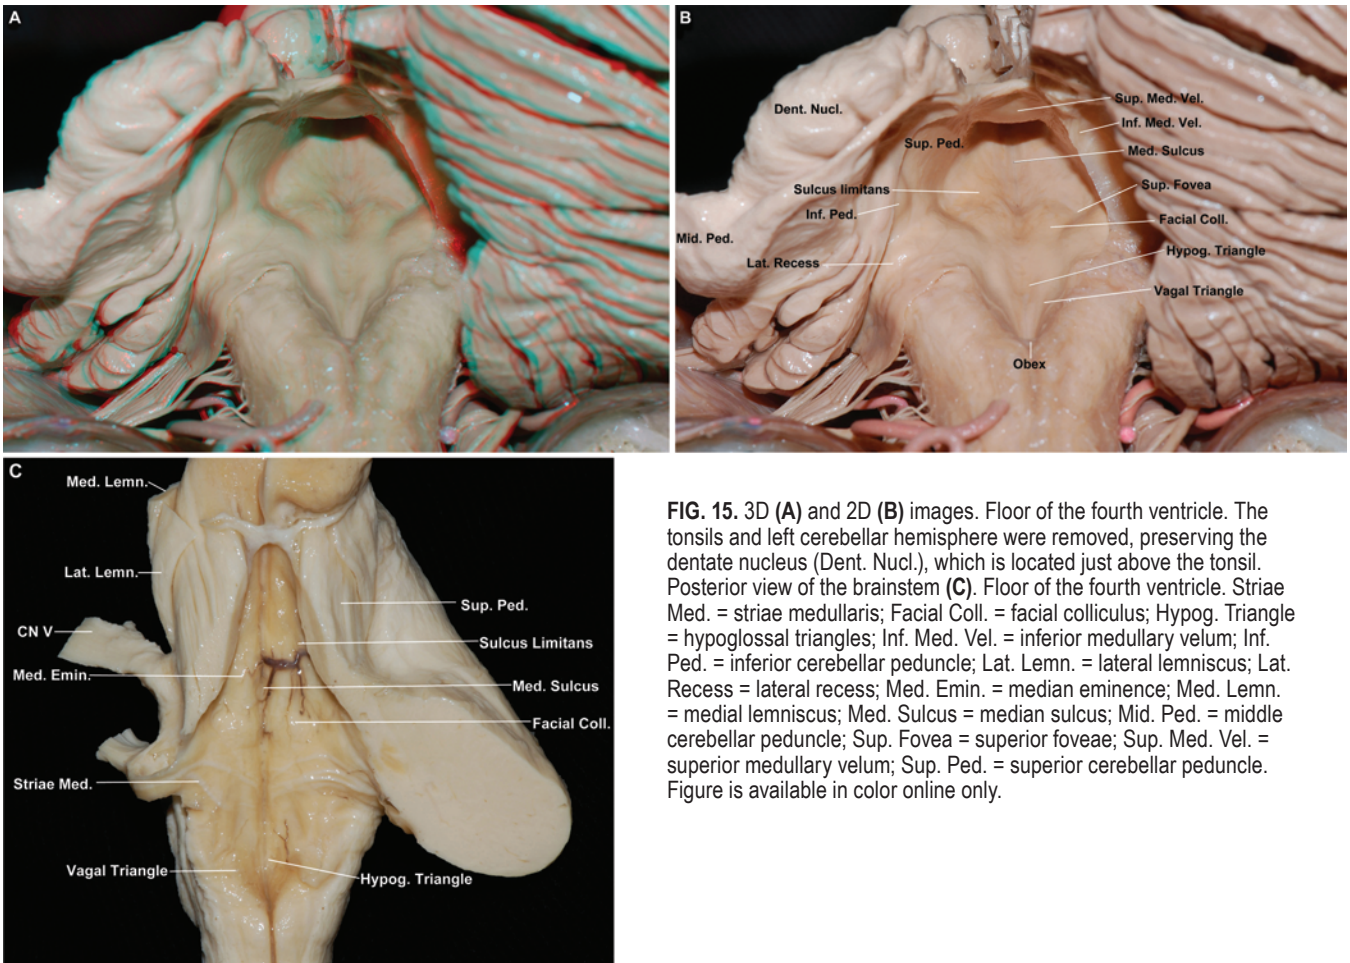 A
B
Dent. Nucl.
Sup. Med. Vel.
Inf. Med. Vel.
Sup. Ped.
Med. Sulcus
Sulcus limitans
Sup. Fovea
Inf. Ped.
Facial Coll.
Mid. Ped.
Hypog. Triangle
Lat. Recess
Vagal Triangle
Obex
C
Med. Lemn.
Lat. Lemn.
Sup. Ped.
CN V
Sulcus Limitans
Med. Emin.
Med. Sulcus
Facial Coll.
Striae Med.
Vagal Triangle
Hypog. Triangle
FIG. 15. 3D (A) and 2D (B) images. Floor of the fourth ventricle. The
tonsils and left cerebellar hemisphere were removed, preserving the
dentate nucleus (Dent. Nucl.), which is located just above the tonsil.
Posterior view of the brainstem (C). Floor of the fourth ventricle. Striae
Med. = striae medullaris; Facial Coll. = facial colliculus; Hypog. Triangle
= hypoglossal triangles; Inf. Med. Vel. = inferior medullary velum; Inf.
Ped. = inferior cerebellar peduncle; Lat. Lemn. = lateral lemniscus; Lat.
Recess = lateral recess; Med. Emin. = median eminence; Med. Lemn.
= medial lemniscus; Med. Sulcus = median sulcus; Mid. Ped. = middle
cerebellar peduncle; Sup. Fovea = superior foveae; Sup. Med. Vel. =
superior medullary velum; Sup. Ped. = superior cerebellar peduncle.
Figure is available in color online only.